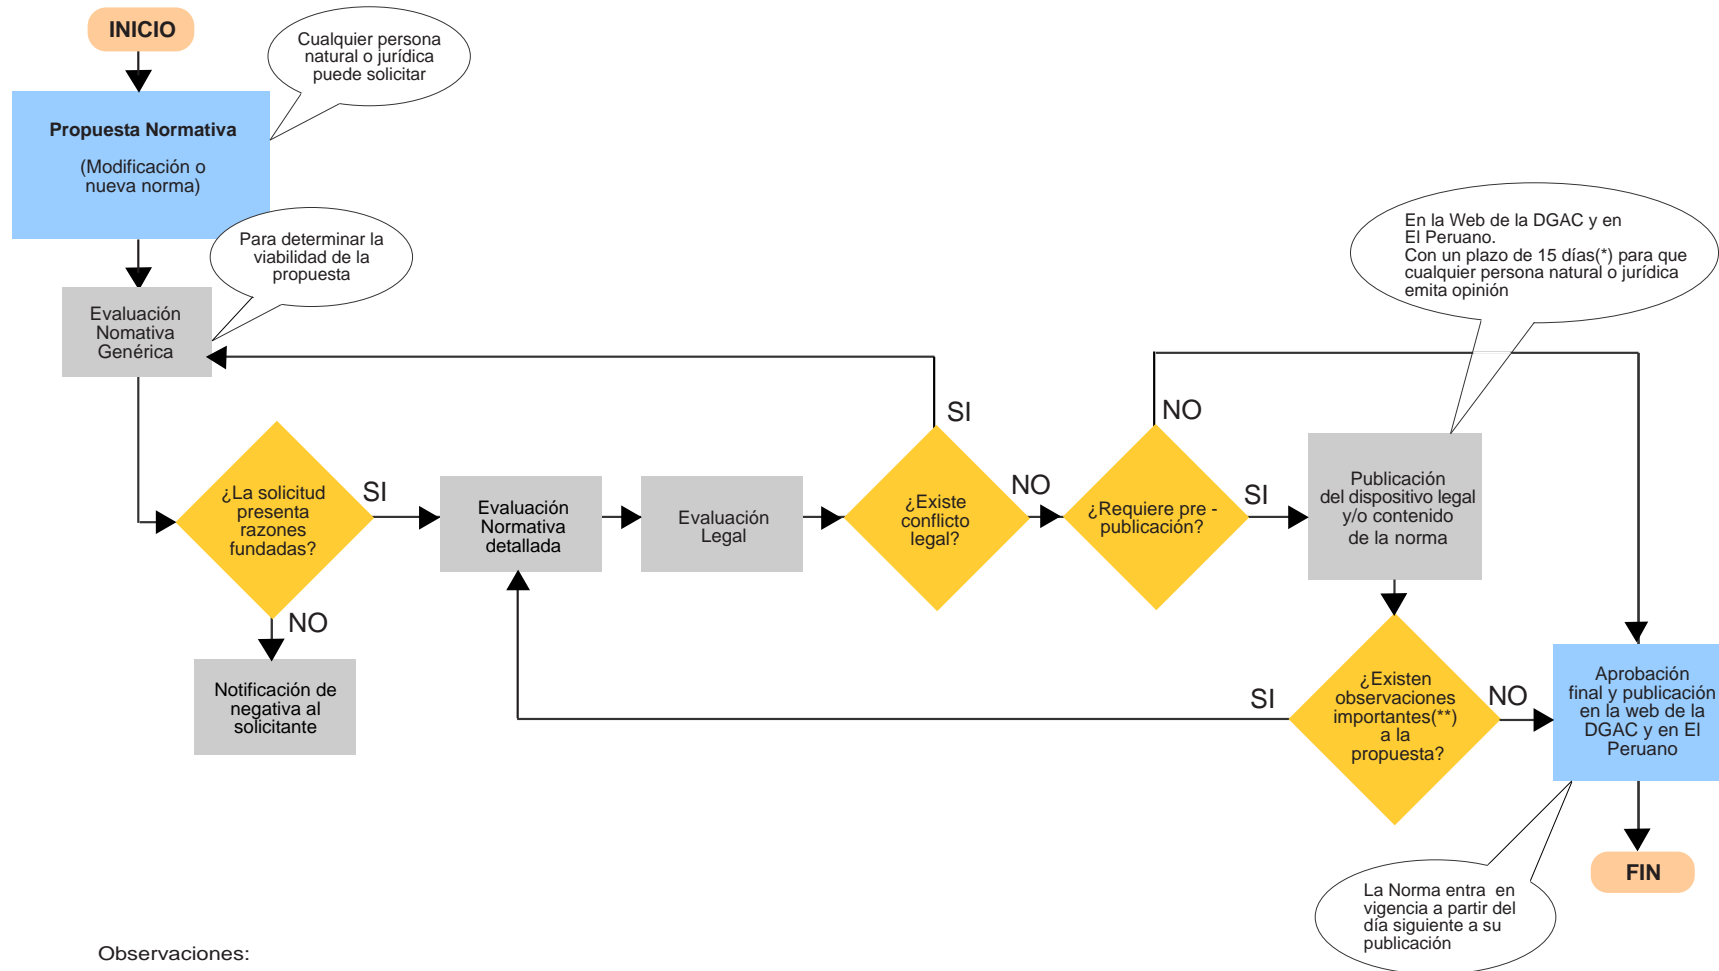 INICIO
Cualquier persona
natural o jurídica
puede solicitar
Propuesta Normativa
(Modificación o
nueva norma)
Para determinar la
viabilidad de la
propuesta
En la Web de la DGAC y en
El Peruano.
Con un plazo de 15 días(*) para que
cualquier persona natural o jurídica
emita opinión
Evaluación
Nomativa
Genérica
SI
NO
¿La solicitud
presenta
razones
fundadas?
SI
Evaluación
Normativa
detallada
Evaluación
Legal
¿Existe
conflicto
legal?
NO
¿Requiere pre -
publicación?
SI
Publicación
del dispositivo legal
y/o contenido
de la norma
NO
Notificación de
negativa al
solicitante
SI
¿Existen
observaciones
importantes(**)
a la
propuesta?
NO
Aprobación
final y publicación
en la web de la
DGAC y en El
Peruano
FIN
La Norma entra en
vigencia a partir del
día siguiente a su
publicación
Observaciones: